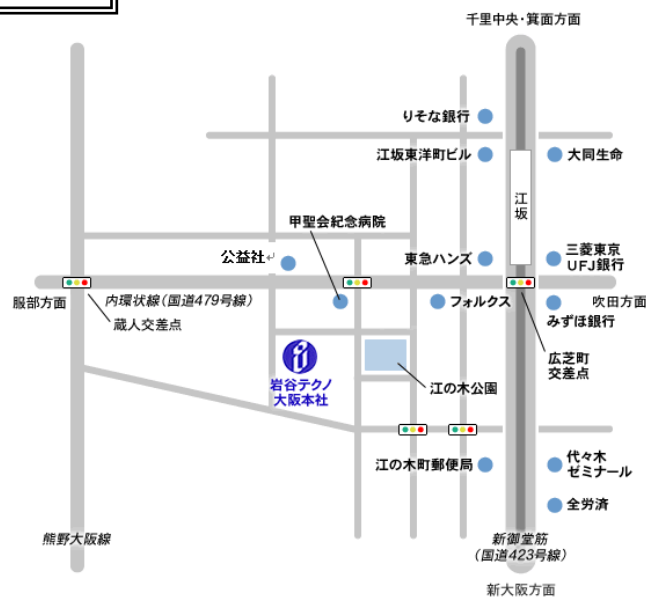 千里中央・箕面方面
りそな銀行
江坂東洋町ビル
大同生命
江坂
甲聖会紀念病院
公益社↵
東急ハンズ
三菱東京
UFJ銀行
服部方面
内環状線(国道479号線)
フォルクス
吹田方面
みずほ銀行
蔵人交差点
広芝町
交差点
岩谷テクノ
大阪本社
江の木公園
江の木町郵便局
代々木
ゼミナール
全労済
熊野大阪線
新御堂筋
(国道423号線)
新大阪方面